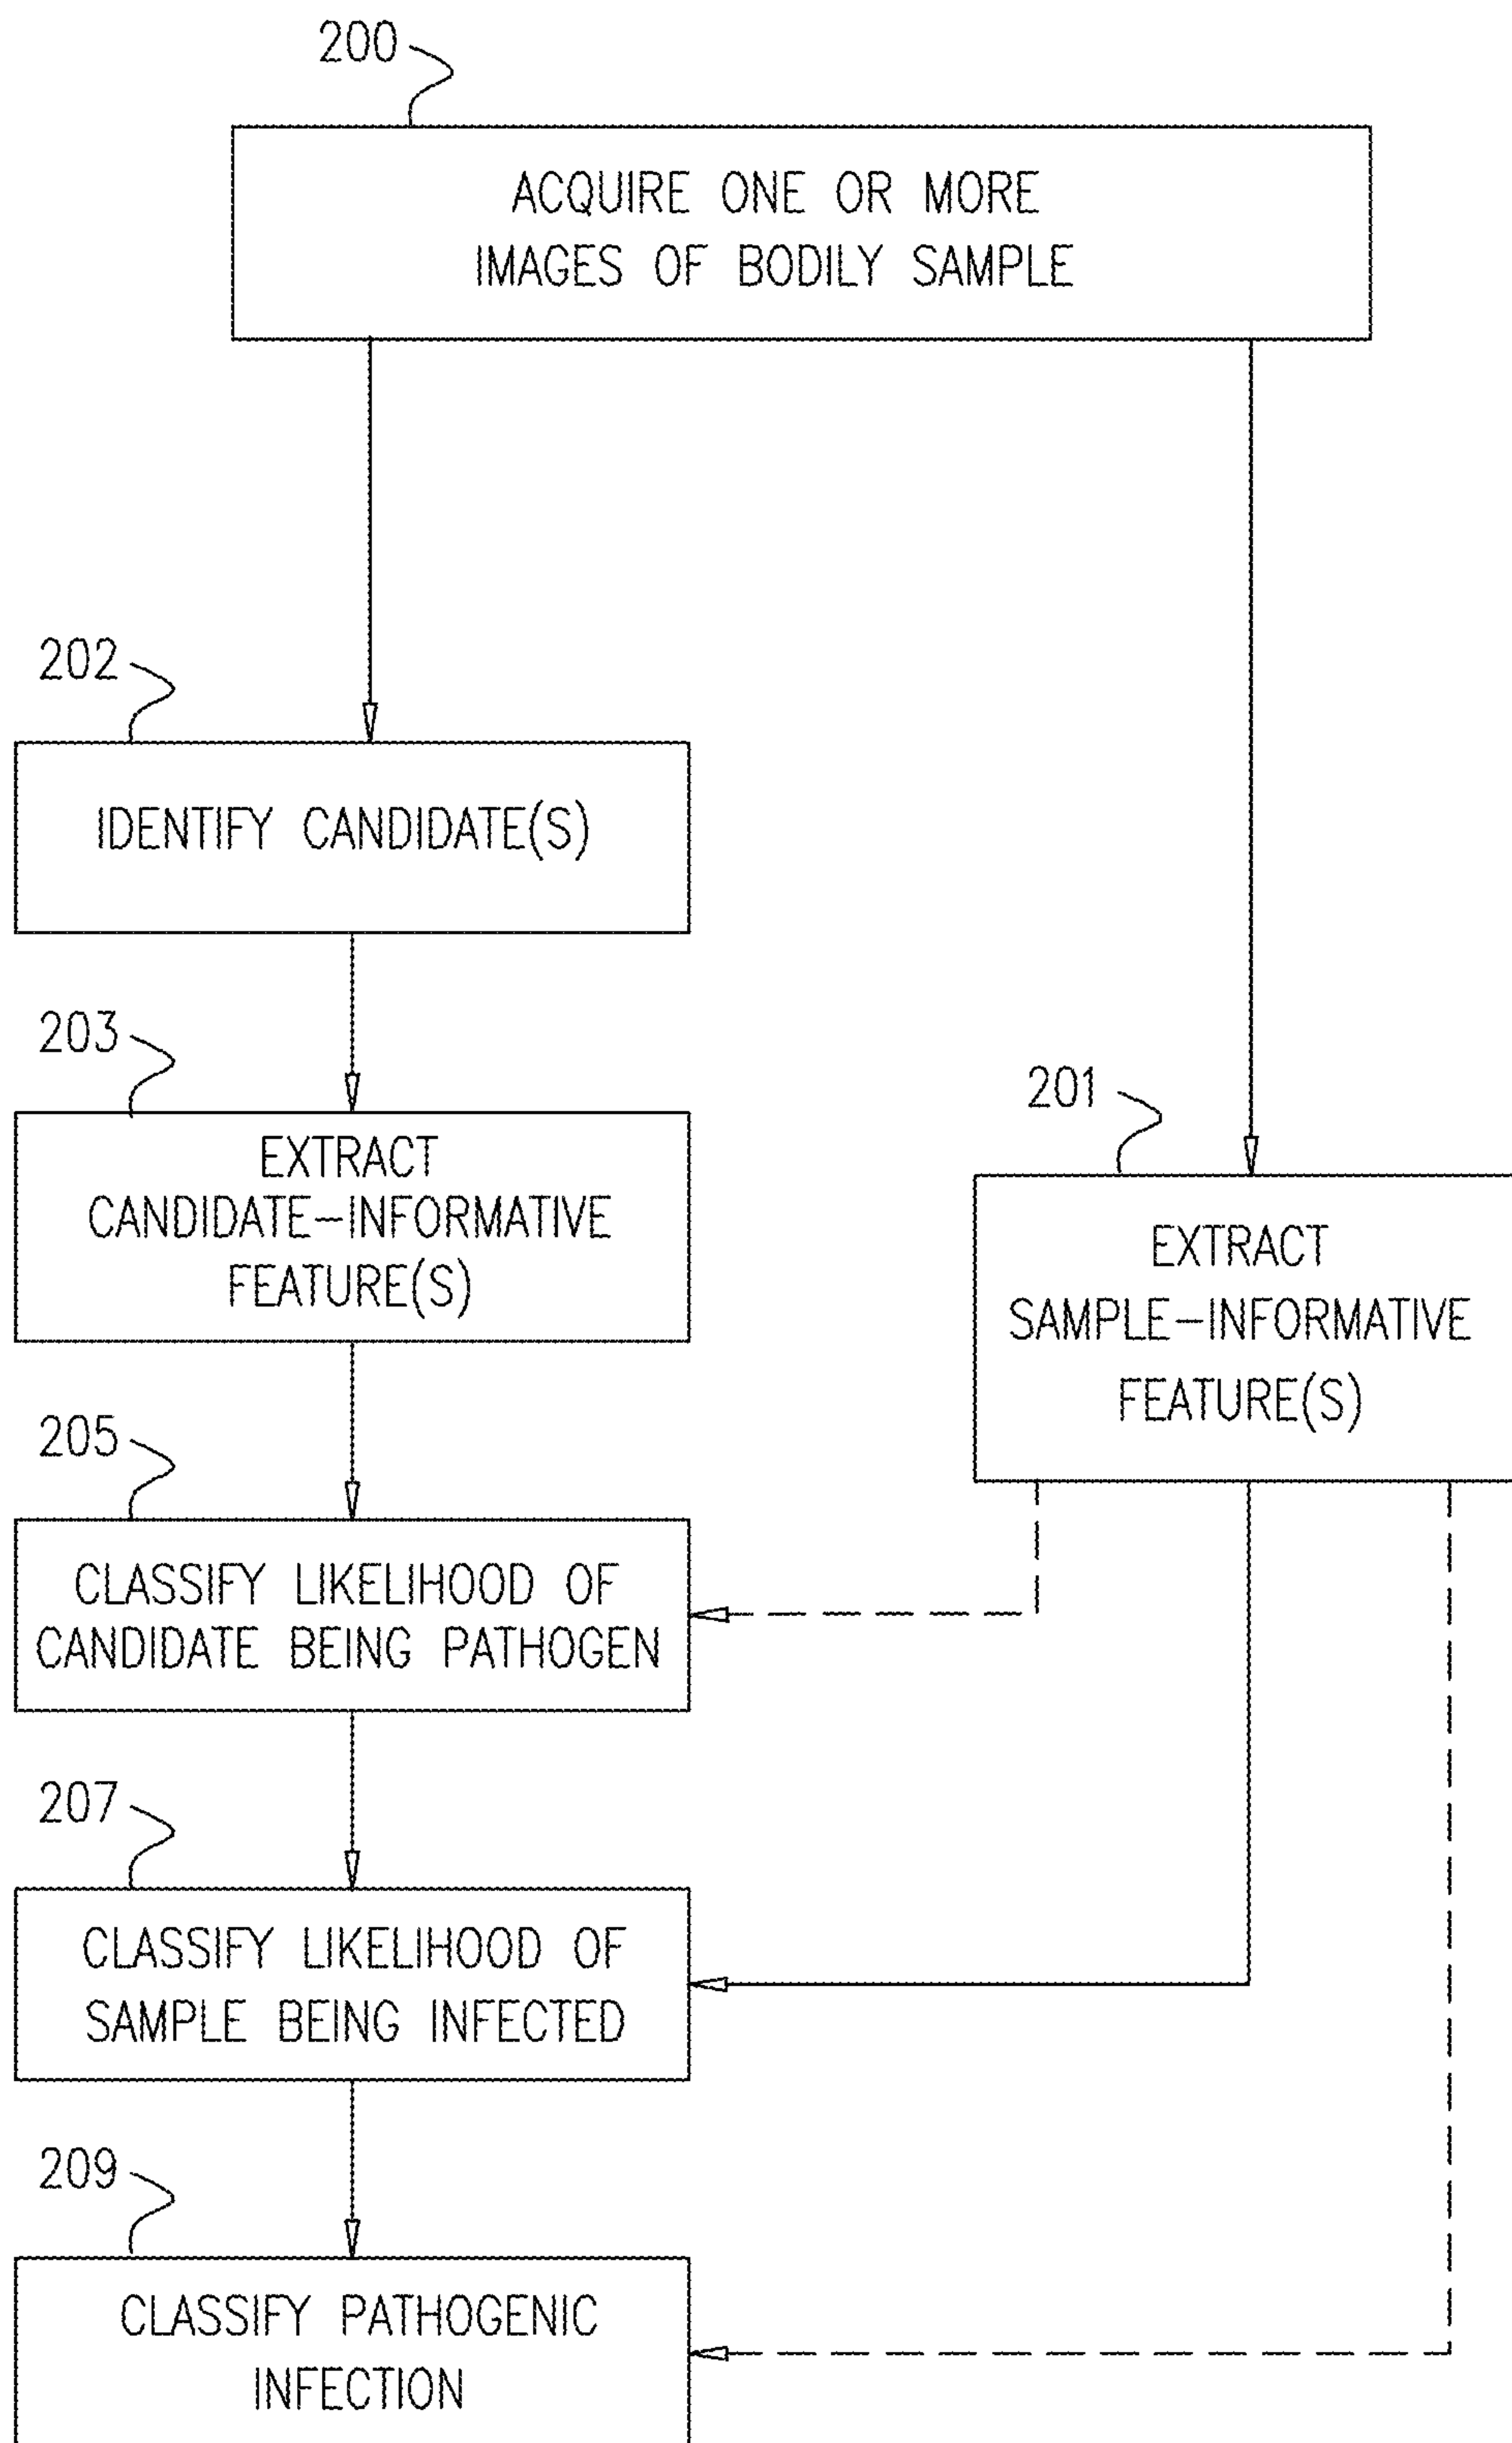 200
ACQUIRE ONE OR MORE
IMAGES OF BODILY SAMPLE
202
IDENTIFY CANDIDATE(S)
203
EXTRACT
CANDIDATE-INFORMATIVE
FEATURE(S)
201
EXTRACT
SAMPLE-INFORMATIVE
FEATURE(S)
205
CLASSIFY LIKELIHOOD OF
CANDIDATE BEING PATHOGEN
207
CLASSIFY LIKELIHOOD OF
SAMPLE BEING INFECTED
209
CLASSIFY PATHOGENIC
INFECTION